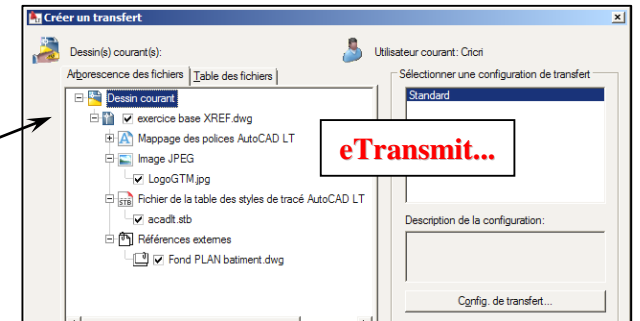 Créer un transfert
Dessin(s) courant(s):
Utilisateur courant: Cricri
Arborescence des fichiers
Table des fichiers
Sélectionner une configuration de transfert
Dessin courant
Standard
exercice base XREF.dwg
Mappage des polices AutoCAD LT
eTransmit...
Image JPEG
LogoGTM.jpg
STB
Fichier de la table des styles de tracé AutoCAD LT
acadlt.stb
Description de la configuration:
Références externes
Fond PLAN batiment.dwg
Config. de transfert...